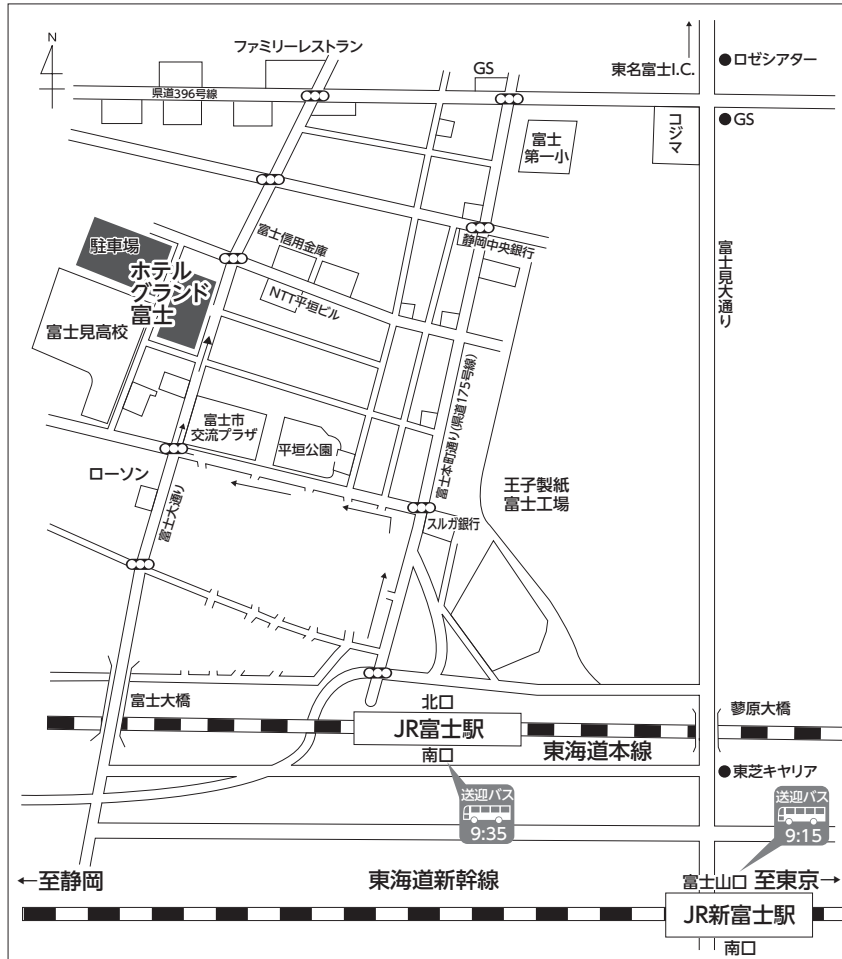 N
ファミリーレストラン
GS
東名富士I.C.
ロゼシアター
県道396号線
GS
コジマ
富士
第一小
富士信用金庫
静岡中央銀行
駐車場
ホテル
グランド
富士
NTT平垣ビル
富士見大通り
富士見高校
富士本町通り(県道175号線)
富士市
交流プラザ
平垣公園
ローソン
富士大通り
王子製紙
富士工場
スルガ銀行
富士大橋
北口
JR富士駅
南口
東海道本線
蓼原大橋
東芝キヤリア
送迎バス
9:35
送迎バス
9:15
←至静岡
東海道新幹線
富士山口
至東京→
JR新富士駅
南口